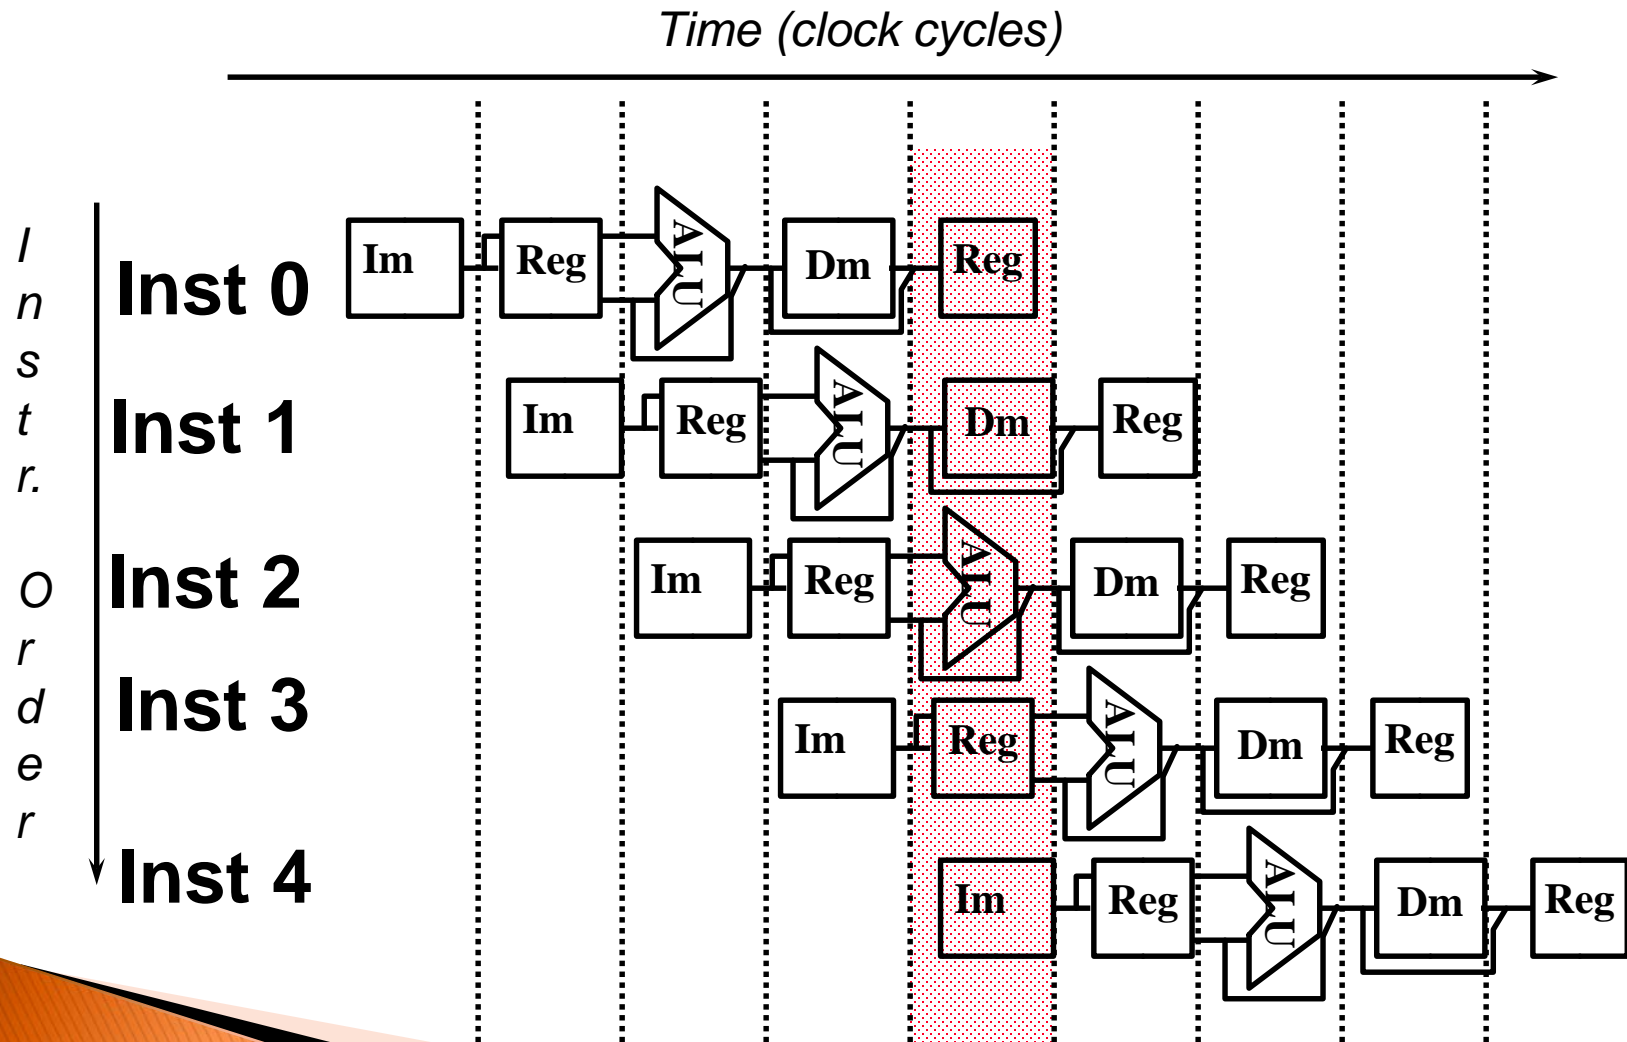 Time (clock cycles)
Instr. Order
Inst 0
Im
Reg
ALU
Dm
Reg
Inst 1
Im
Reg
ALU
Dm
Reg
Inst 2
Im
Reg
ALU
Dm
Reg
Inst 3
Im
Reg
ALU
Dm
Reg
Inst 4
Im
Reg
ALU
Dm
Reg